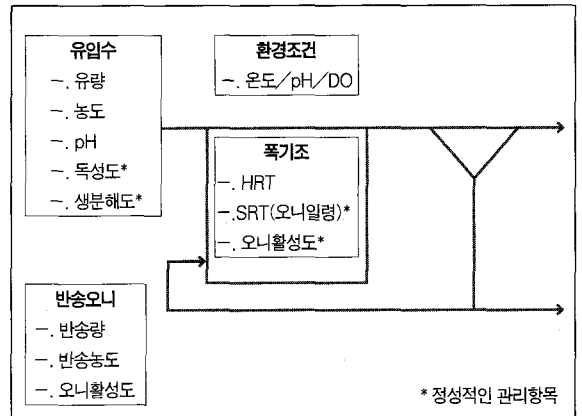 유입수
－. 유량
－. 농도
－. pH
－. 독성도*
－. 생분해도*
환경조건
－. 온도/pH/DO
폭기조
－. HRT
－.SRT(오니일령)*
－. 오니활성도*
반송오니
－. 반송량
－. 반송농도
－. 오니활성도
* 정성적인 관리항목